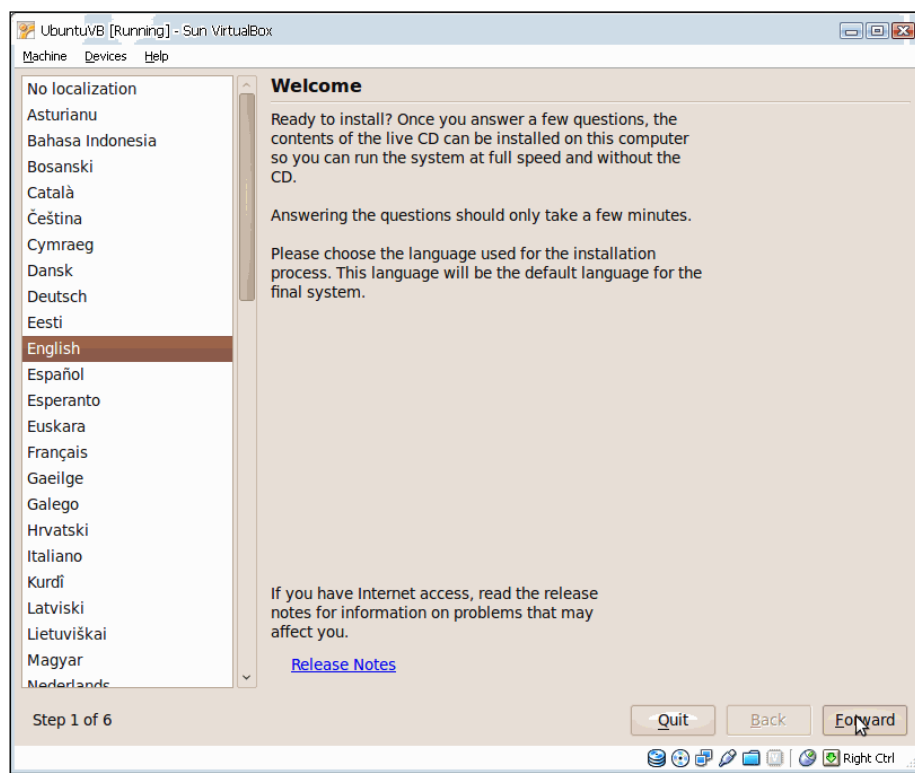 UbuntuVB [Running] - Sun VirtualBox
Machine Devices Help
No localization
Asturianu
Bahasa Indonesia
Bosanski
Català
Čeština
Cymraeg
Dansk
Deutsch
Eesti
English
Español
Esperanto
Euskara
Français
Gaeilge
Galego
Hrvatski
Italiano
Kurdî
Latviski
Lietuviškai
Magyar
Nederlands
Welcome
Ready to install? Once you answer a few questions, the
contents of the live CD can be installed on this computer
so you can run the system at full speed and without the
CD.
Answering the questions should only take a few minutes.
Please choose the language used for the installation
process. This language will be the default language for the
final system.
If you have Internet access, read the release
notes for information on problems that may
affect you.
Release Notes
Step 1 of 6
Quit Back Forward
Right Ctrl